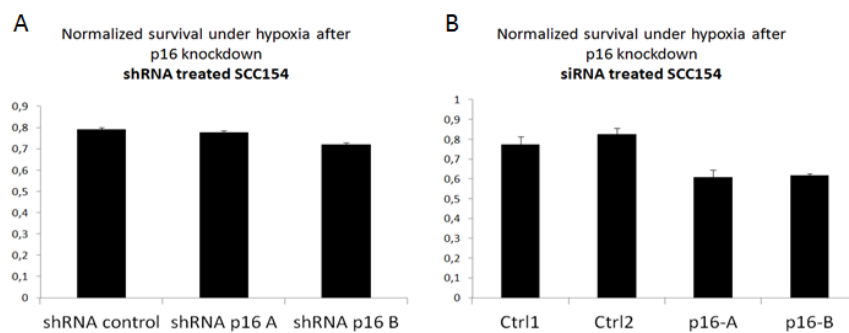 A
Normalized survival under hypoxia after
p16 knockdown
shRNA treated SCC154
0,9
0,8
0,7
0,6
0,5
0,4
0,3
0,2
0,1
0
shRNA control shRNA p16 A shRNA p16 B
B
Normalized survival under hypoxia after
p16 knockdown
siRNA treated SCC154
1
0,9
0,8
0,7
0,6
0,5
0,4
0,3
0,2
0,1
0
Ctrl1 Ctrl2 p16-A p16-B